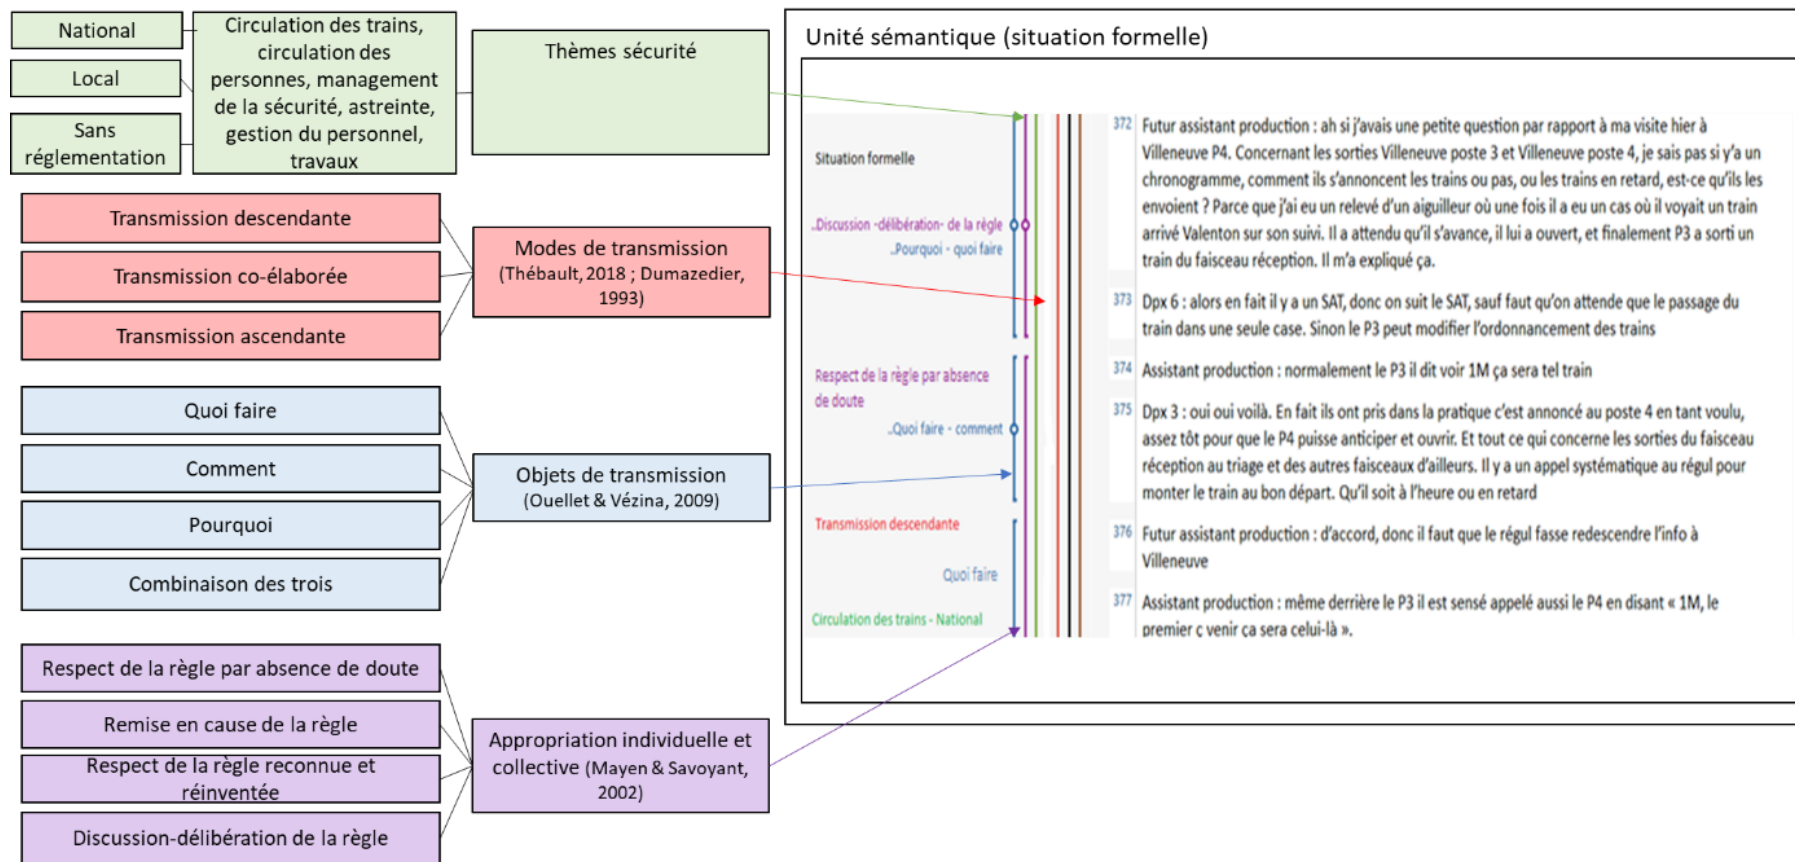 National
Local
Sans
réglementation
Circulation des trains,
circulation des
personnes, management
de la sécurité, astreinte,
gestion du personnel,
travaux
Thèmes sécurité
Transmission descendante
Transmission co-élaborée
Transmission ascendante
Modes de transmission
(Thébault, 2018 ; Dumazedier,
1993)
Quoi faire
Comment
Pourquoi
Combinaison des trois
Objets de transmission
(Ouellet & Vézina, 2009)
Respect de la règle par absence de doute
Remise en cause de la règle
Respect de la règle reconnue et
réinventée
Discussion-délibération de la règle
Appropriation individuelle et
collective (Mayen & Savoyant,
2002)
Unité sémantique (situation formelle)
Situation formelle
..Discussion -délibération- de la règle
..Pourquoi - quoi faire
Respect de la règle par absence
de doute
..Quoi faire - comment
Transmission descendante
Quoi faire
Circulation des trains - National
372 Futur assistant production : ah si j'avais une petite question par rapport à ma visite hier à
Villeneuve P4. Concernant les sorties Villeneuve poste 3 et Villeneuve poste 4, je sais pas si y'a un
chronogramme, comment ils s'annoncent les trains ou pas, ou les trains en retard, est-ce qu'ils les
envoient ? Parce que j'ai eu un relevé d'un aiguilleur où une fois il a eu un cas où il voyait un train
arrivé Valenton sur son suivi. Il a attendu qu'il s'avance, il lui a ouvert, et finalement P3 a sorti un
train du faisceau réception. Il m'a expliqué ça.
373 Dpx 6 : alors en fait il y a un SAT, donc on suit le SAT, sauf faut qu'on attende que le passage du
train dans une seule case. Sinon le P3 peut modifier l'ordonnancement des trains
374 Assistant production : normalement le P3 il dit voir 1M ça sera tel train
375 Dpx 3 : oui oui voilà. En fait ils ont pris dans la pratique c'est annoncé au poste 4 en tant voulu,
assez tôt pour que le P4 puisse anticiper et ouvrir. Et tout ce qui concerne les sorties du faisceau
réception au triage et des autres faisceaux d'ailleurs. Il y a un appel systématique au régul pour
monter le train au bon départ. Qu'il soit à l'heure ou en retard
376 Futur assistant production : d'accord, donc il faut que le régul fasse redescendre l'info à
Villeneuve
377 Assistant production : même derrière le P3 il est sensé appelé aussi le P4 en disant « 1M, le
premier ç venir ça sera celui-là ».